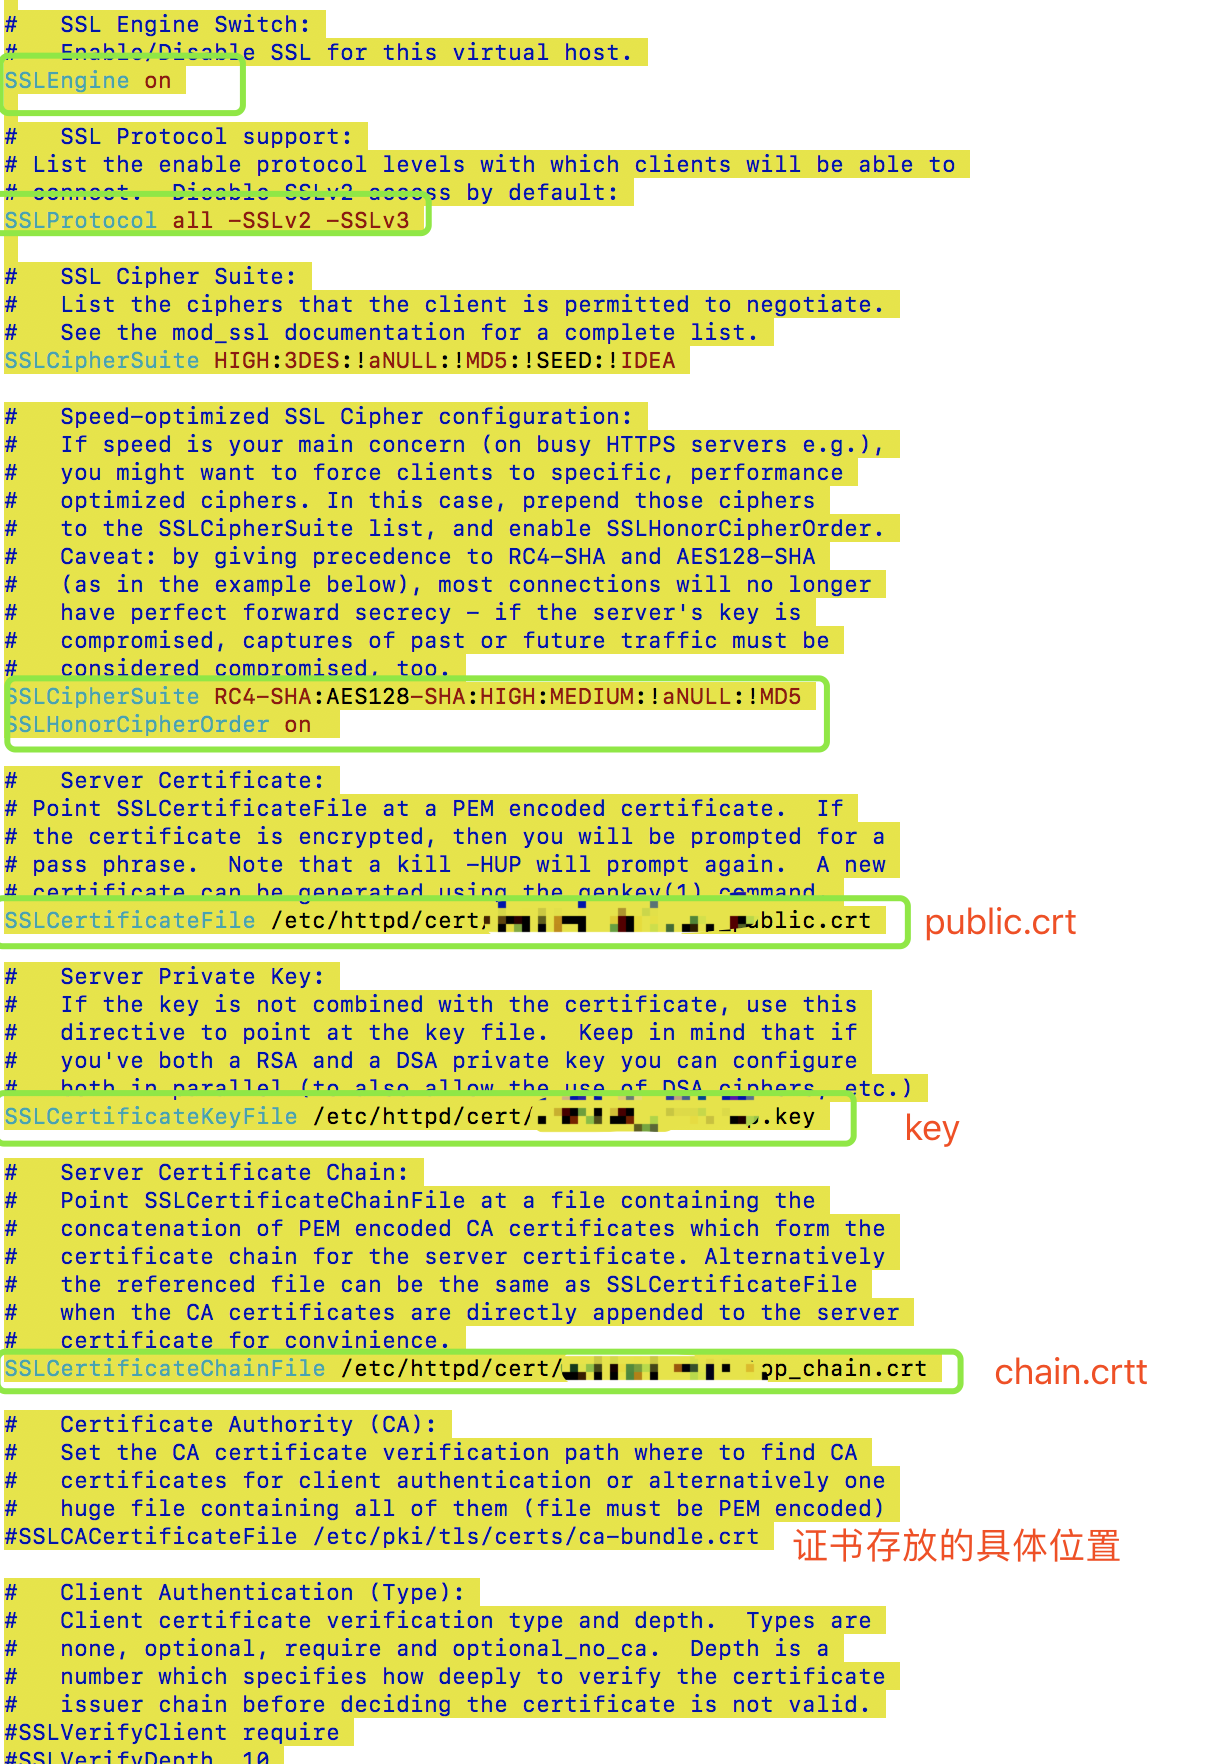 #   SSL Engine Switch:
#   Enable/Disable SSL for this virtual host.
SSLEngine on
#   SSL Protocol support:
# List the enable protocol levels with which clients will be able to
# connect.  Disable SSLv2 access by default:
SSLProtocol all -SSLv2 -SSLv3
#   SSL Cipher Suite:
#   List the ciphers that the client is permitted to negotiate.
#   See the mod_ssl documentation for a complete list.
SSLCipherSuite HIGH:3DES:!aNULL:!MD5:!SEED:!IDEA
#   Speed-optimized SSL Cipher configuration:
#   If speed is your main concern (on busy HTTPS servers e.g.),
#   you might want to force clients to specific, performance
#   optimized ciphers. In this case, prepend those ciphers
#   to the SSLCipherSuite list, and enable SSLHonorCipherOrder.
#   Caveat: by giving precedence to RC4-SHA and AES128-SHA
#   (as in the example below), most connections will no longer
#   have perfect forward secrecy - if the server's key is
#   compromised, captures of past or future traffic must be
#   considered compromised, too.
SSLCipherSuite RC4-SHA:AES128-SHA:HIGH:MEDIUM:!aNULL:!MD5
SSLHonorCipherOrder on
#   Server Certificate:
# Point SSLCertificateFile at a PEM encoded certificate.  If
# the certificate is encrypted, then you will be prompted for a
# pass phrase.  Note that a kill -HUP will prompt again.  A new
# certificate can be generated using the genkey(1) command.
SSLCertificateFile /etc/httpd/cert/ public.crt
public.crt
#   Server Private Key:
#   If the key is not combined with the certificate, use this
#   directive to point at the key file.  Keep in mind that if
#   you've both a RSA and a DSA private key you can configure
#   both in parallel (to also allow the use of DSA ciphers, etc.)
SSLCertificateKeyFile /etc/httpd/cert/ .key
key
#   Server Certificate Chain:
#   Point SSLCertificateChainFile at a file containing the
#   concatenation of PEM encoded CA certificates which form the
#   certificate chain for the server certificate. Alternatively
#   the referenced file can be the same as SSLCertificateFile
#   when the CA certificates are directly appended to the server
#   certificate for convinience.
SSLCertificateChainFile /etc/httpd/cert/ pp_chain.crt
chain.crtt
#   Certificate Authority (CA):
#   Set the CA certificate verification path where to find CA
#   certificates for client authentication or alternatively one
#   huge file containing all of them (file must be PEM encoded)
#SSLCACertificateFile /etc/pki/tls/certs/ca-bundle.crt
证书存放的具体位置
#   Client Authentication (Type):
#   Client certificate verification type and depth.  Types are
#   none, optional, require and optional_no_ca.  Depth is a
#   number which specifies how deeply to verify the certificate
#   issuer chain before deciding the certificate is not valid.
#SSLVerifyClient require
#SSLVerifyDepth  10